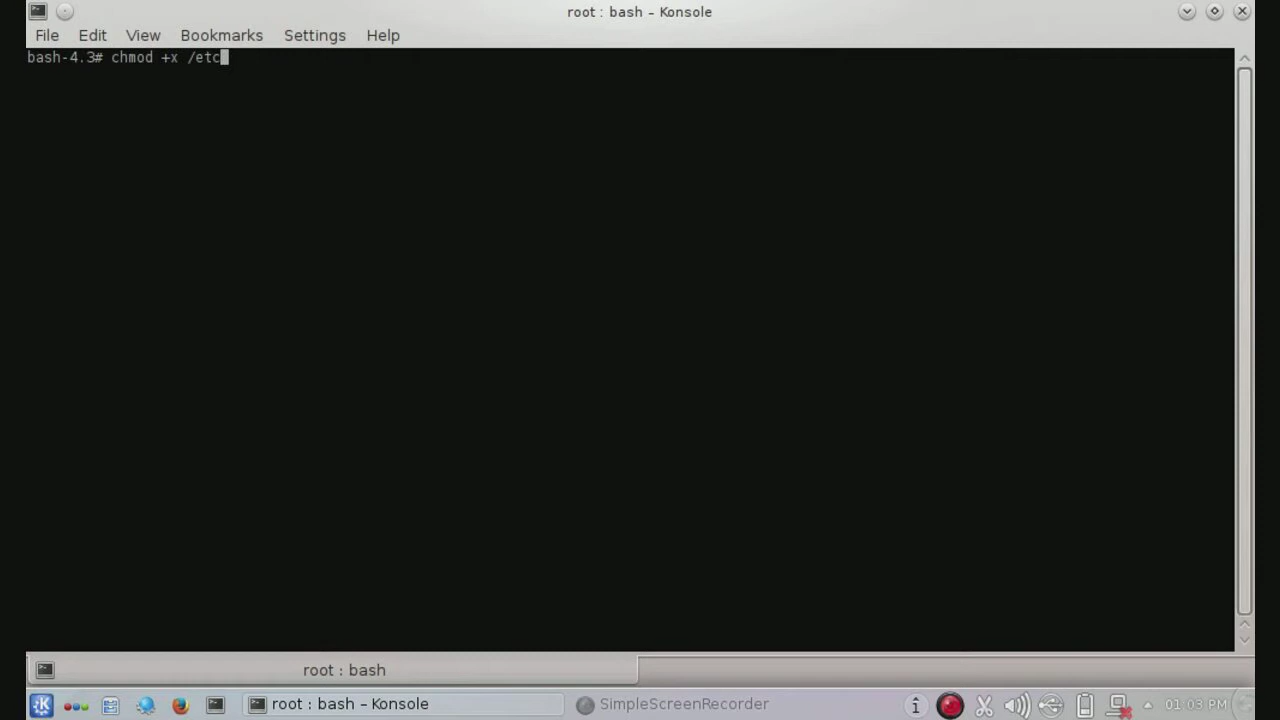 root : bash – Konsole
File Edit View Bookmarks Settings Help
bash-4.3# chmod +x /etc
root : bash
root : bash – Konsole SimpleScreenRecorder 01:03 PM